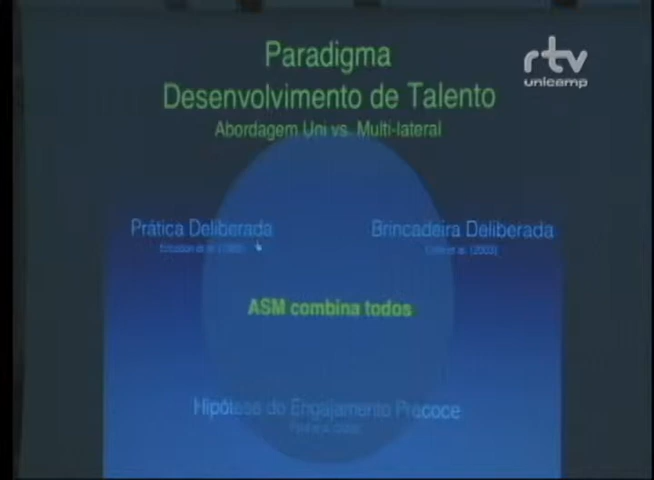 Paradigma
rtv
unicamp
Desenvolvimento de Talento
Abordagem Uni vs. Multi-lateral
Prática Deliberada
Brincadeira Deliberada
ASM combina todos
Hipótese do Engajamento Precoce